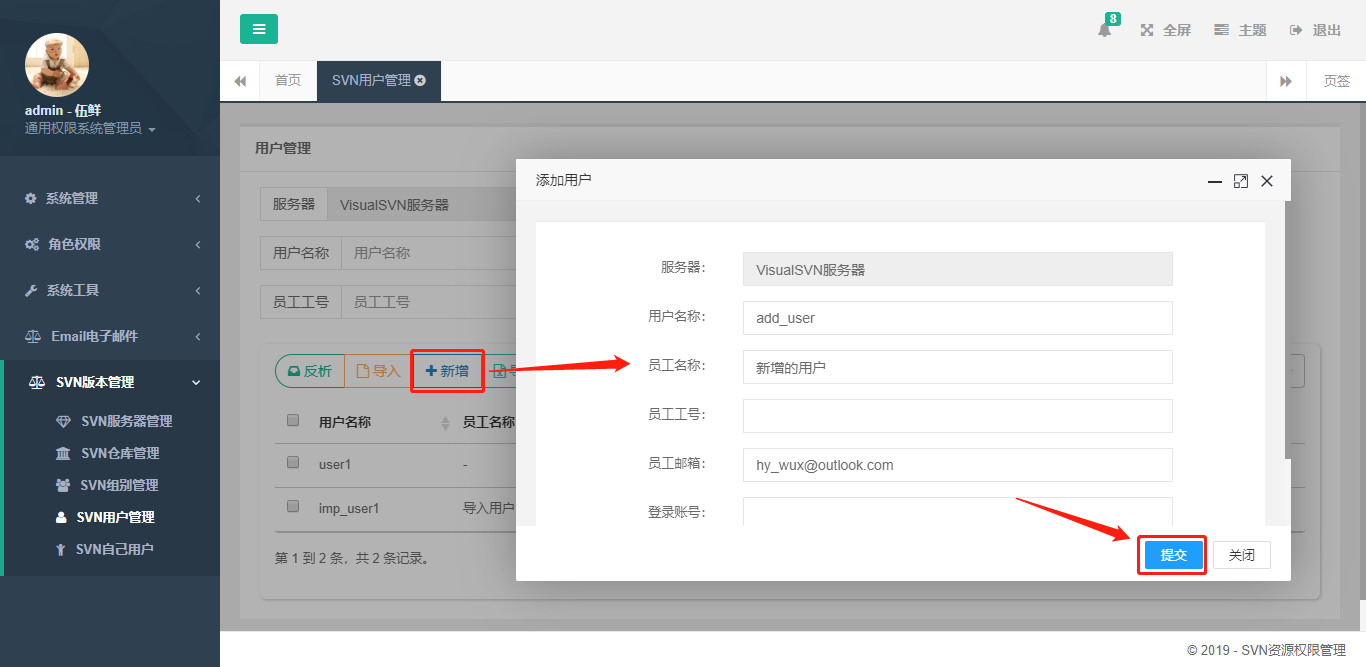 8
全屏
主题
退出
首页
SVN用户管理
页签
admin - 伍鲜
通用权限系统管理员
系统管理
角色权限
系统工具
Email电子邮件
SVN版本管理
SVN服务器管理
SVN仓库管理
SVN组别管理
SVN用户管理
SVN自己用户
用户管理
服务器 VisualSVN服务器
用户名称 用户名称
员工工号 员工工号
反析 导入 新增
用户名称 员工名称
user1 -
imp_user1 导入用户
第 1 到 2 条，共 2 条记录。
添加用户
服务器： VisualSVN服务器
用户名称： add_user
员工名称： 新增的用户
员工工号：
员工邮箱： hy_wux@outlook.com
登录账号：
提交 关闭
© 2019 - SVN资源权限管理